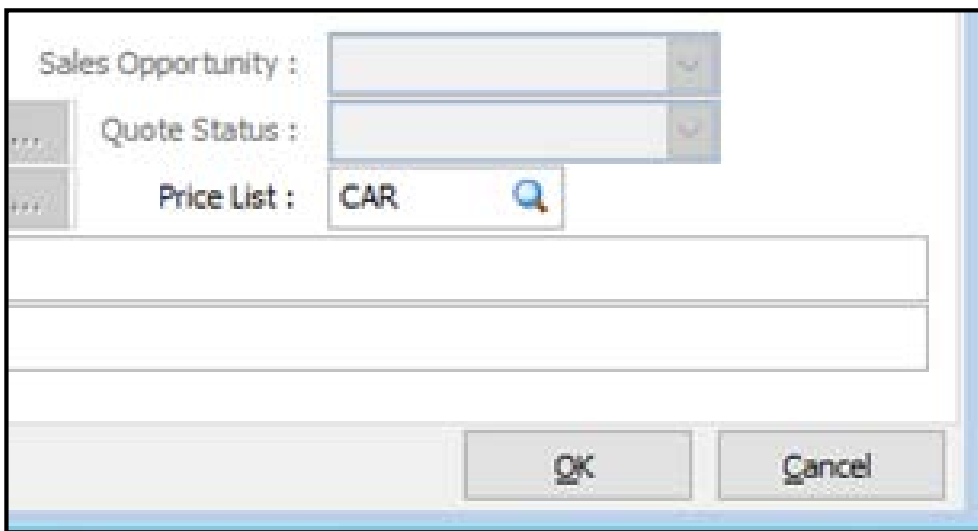 Sales Opportunity :
... Quote Status :
... Price List : CAR
OK Cancel